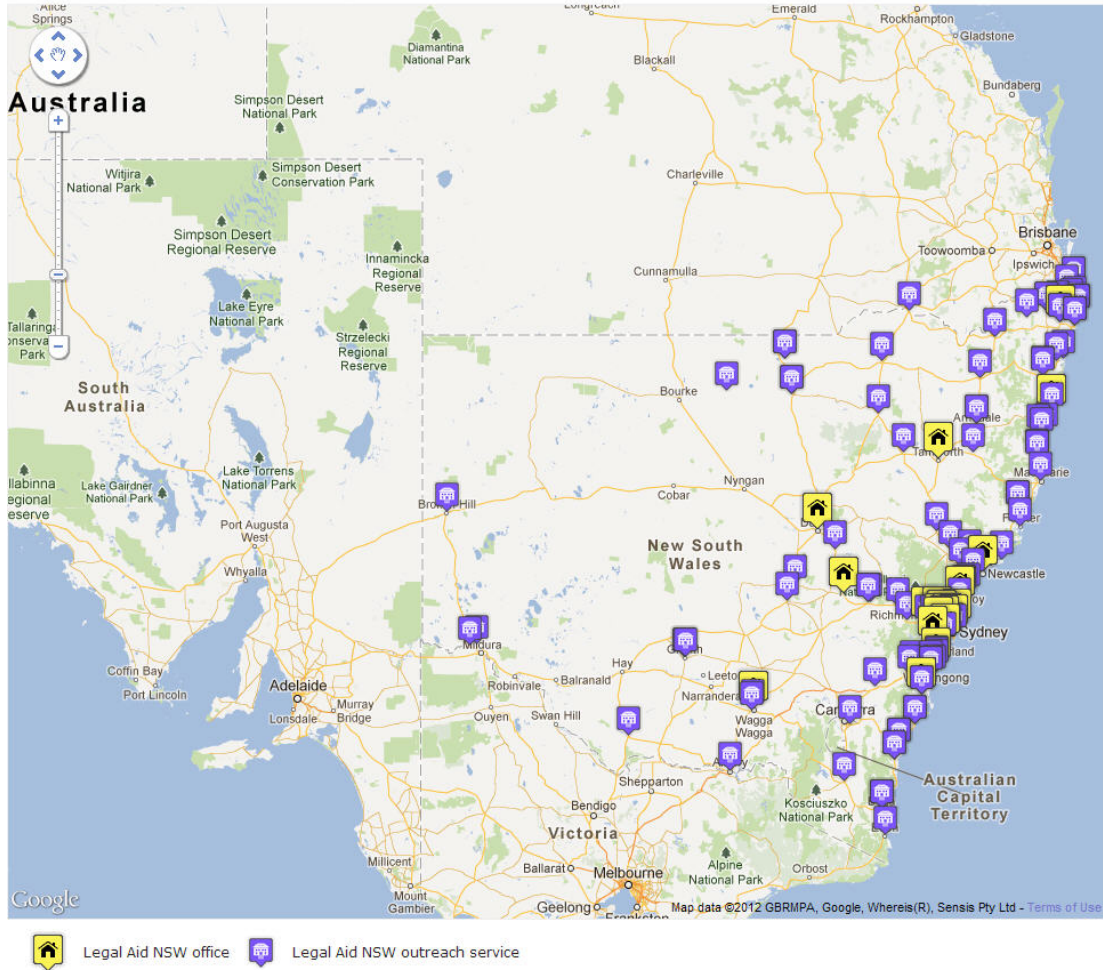 Alice
Springs
Longreach
Emerald
Rockhampton
Gladstone
Diamantina
National Park
Blackall
Australia
Simpson Desert
National Park
Bundaberg
Witjira
National Park
Simpson Desert
Conservation Park
Charleville
Simpson Desert
Regional Reserve
Brisbane
Toowoomba
Ipswich
Innamincka
Regional
Reserve
Cunnamulla
Lake Eyre
National Park
Tallaringa
Park
Strzelecki
Regional
Reserve
South
Australia
Bourke
Lake Torrens
National Park
Lake Gairdner
National Park
Regional
Reserve
Cobar
Nyngan
Port Augusta
West
New South
Wales
Whyalla
Newcastle
Sydney
Mildura
Hay
Coffin Bay
Port Lincoln
Adelaide
Lonsdale
Murray
Bridge
Robinvale
Balranald
Narrandera
Ouyen
Swan Hill
Wagga
Wagga
Shepparton
Australian
Capital
Territory
Kosciuszko
National Park
Bendigo
Victoria
Millicent
Mount
Gambier
Ballarat
Melbourne
Alpine
National Park
Orbost
Geelong
Frankston
Google
Map data ©2012 GBRMPA, Google, Whereis(R), Sensis Pty Ltd - Terms of Use
Legal Aid NSW office
Legal Aid NSW outreach service